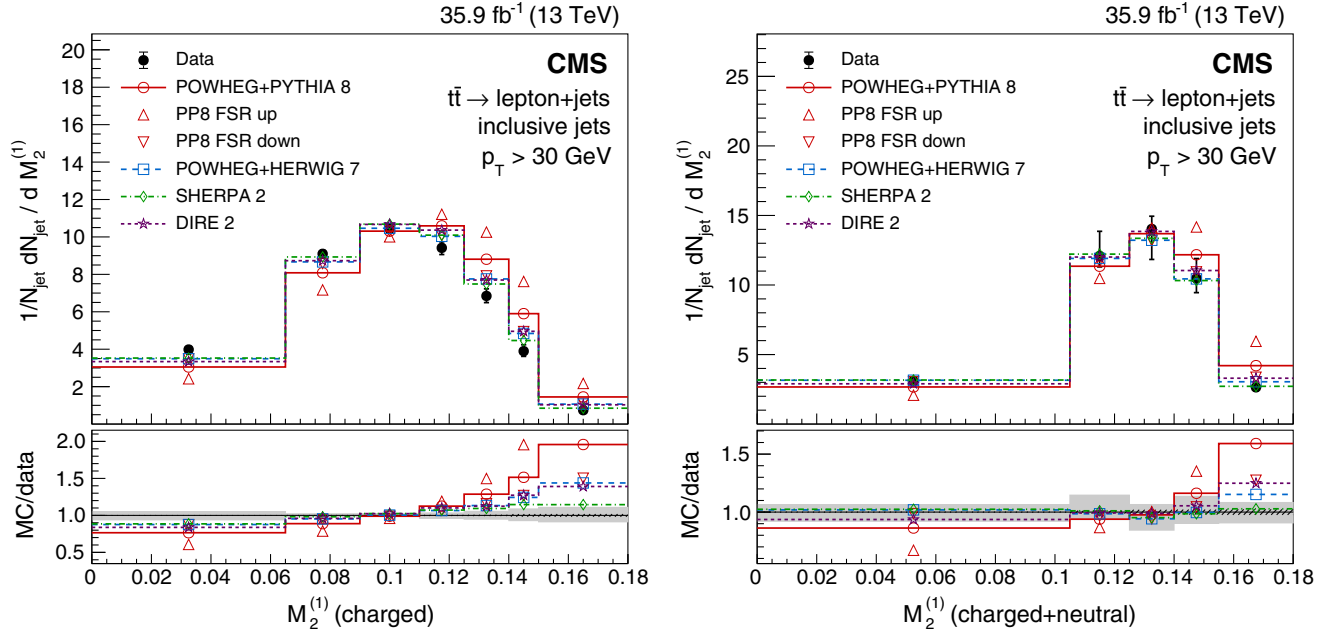 35.9 fb⁻¹ (13 TeV)
1/N_jet dN_jet / d M₂⁽¹⁾
20
18
16
14
12
10
8
6
4
2
Data
POWHEG+PYTHIA 8
PP8 FSR up
PP8 FSR down
POWHEG+HERWIG 7
SHERPA 2
DIRE 2
CMS
tt̄ → lepton+jets
inclusive jets
p_T > 30 GeV
MC/data
2.0
1.5
1.0
0.5
0 0.02 0.04 0.06 0.08 0.1 0.12 0.14 0.16 0.18
M₂⁽¹⁾ (charged)
35.9 fb⁻¹ (13 TeV)
1/N_jet dN_jet / d M₂⁽¹⁾
25
20
15
10
5
Data
POWHEG+PYTHIA 8
PP8 FSR up
PP8 FSR down
POWHEG+HERWIG 7
SHERPA 2
DIRE 2
CMS
tt̄ → lepton+jets
inclusive jets
p_T > 30 GeV
MC/data
1.5
1.0
0 0.02 0.04 0.06 0.08 0.1 0.12 0.14 0.16 0.18
M₂⁽¹⁾ (charged+neutral)